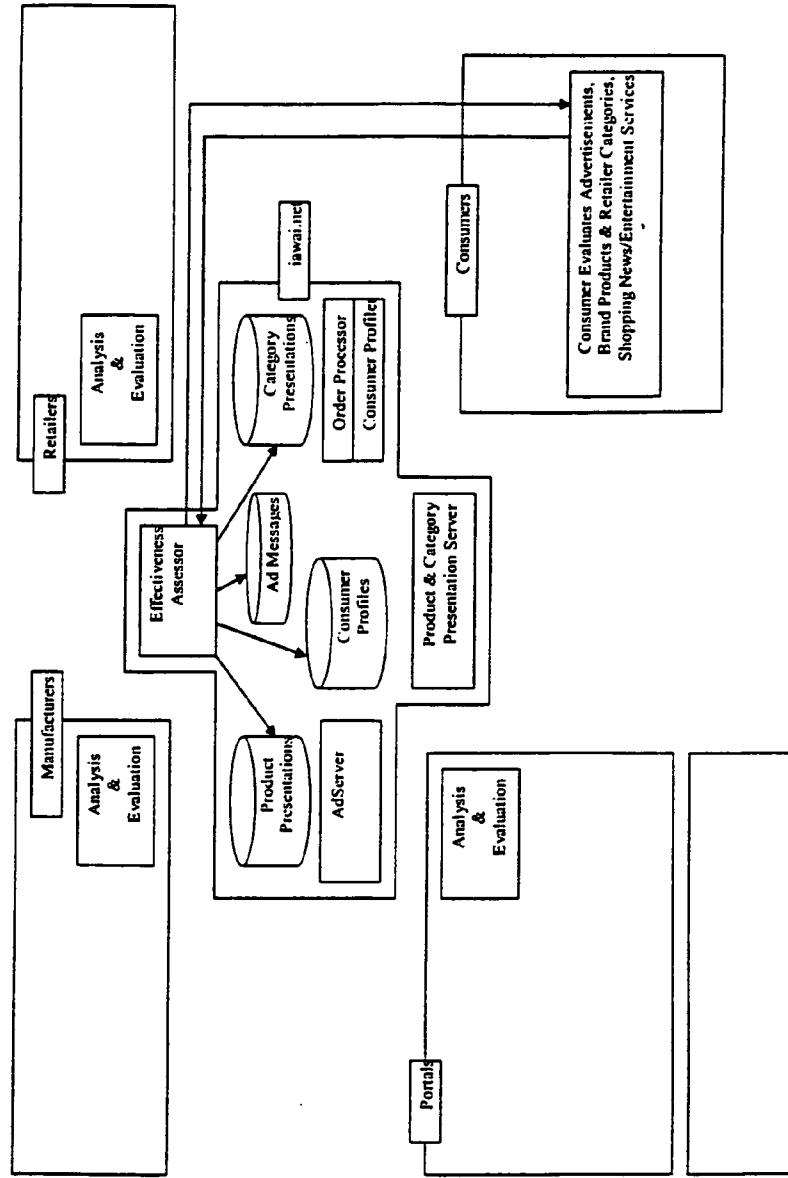 Manufacturers
Analysis
&
Evaluation
Retailers
Analysis
&
Evaluation
Effectiveness
Assessor
Product
Presentations
Consumer
Profiles
Ad Messages
Category
Presentations
AdServer
Product & Category
Presentation Server
Order Processor
Consumer Profiler
iawai.net
Portals
Analysis
&
Evaluation
Consumers
Consumer Evaluates Advertisements,
Brand Products & Retailer Categories,
Shopping News/Entertainment Services